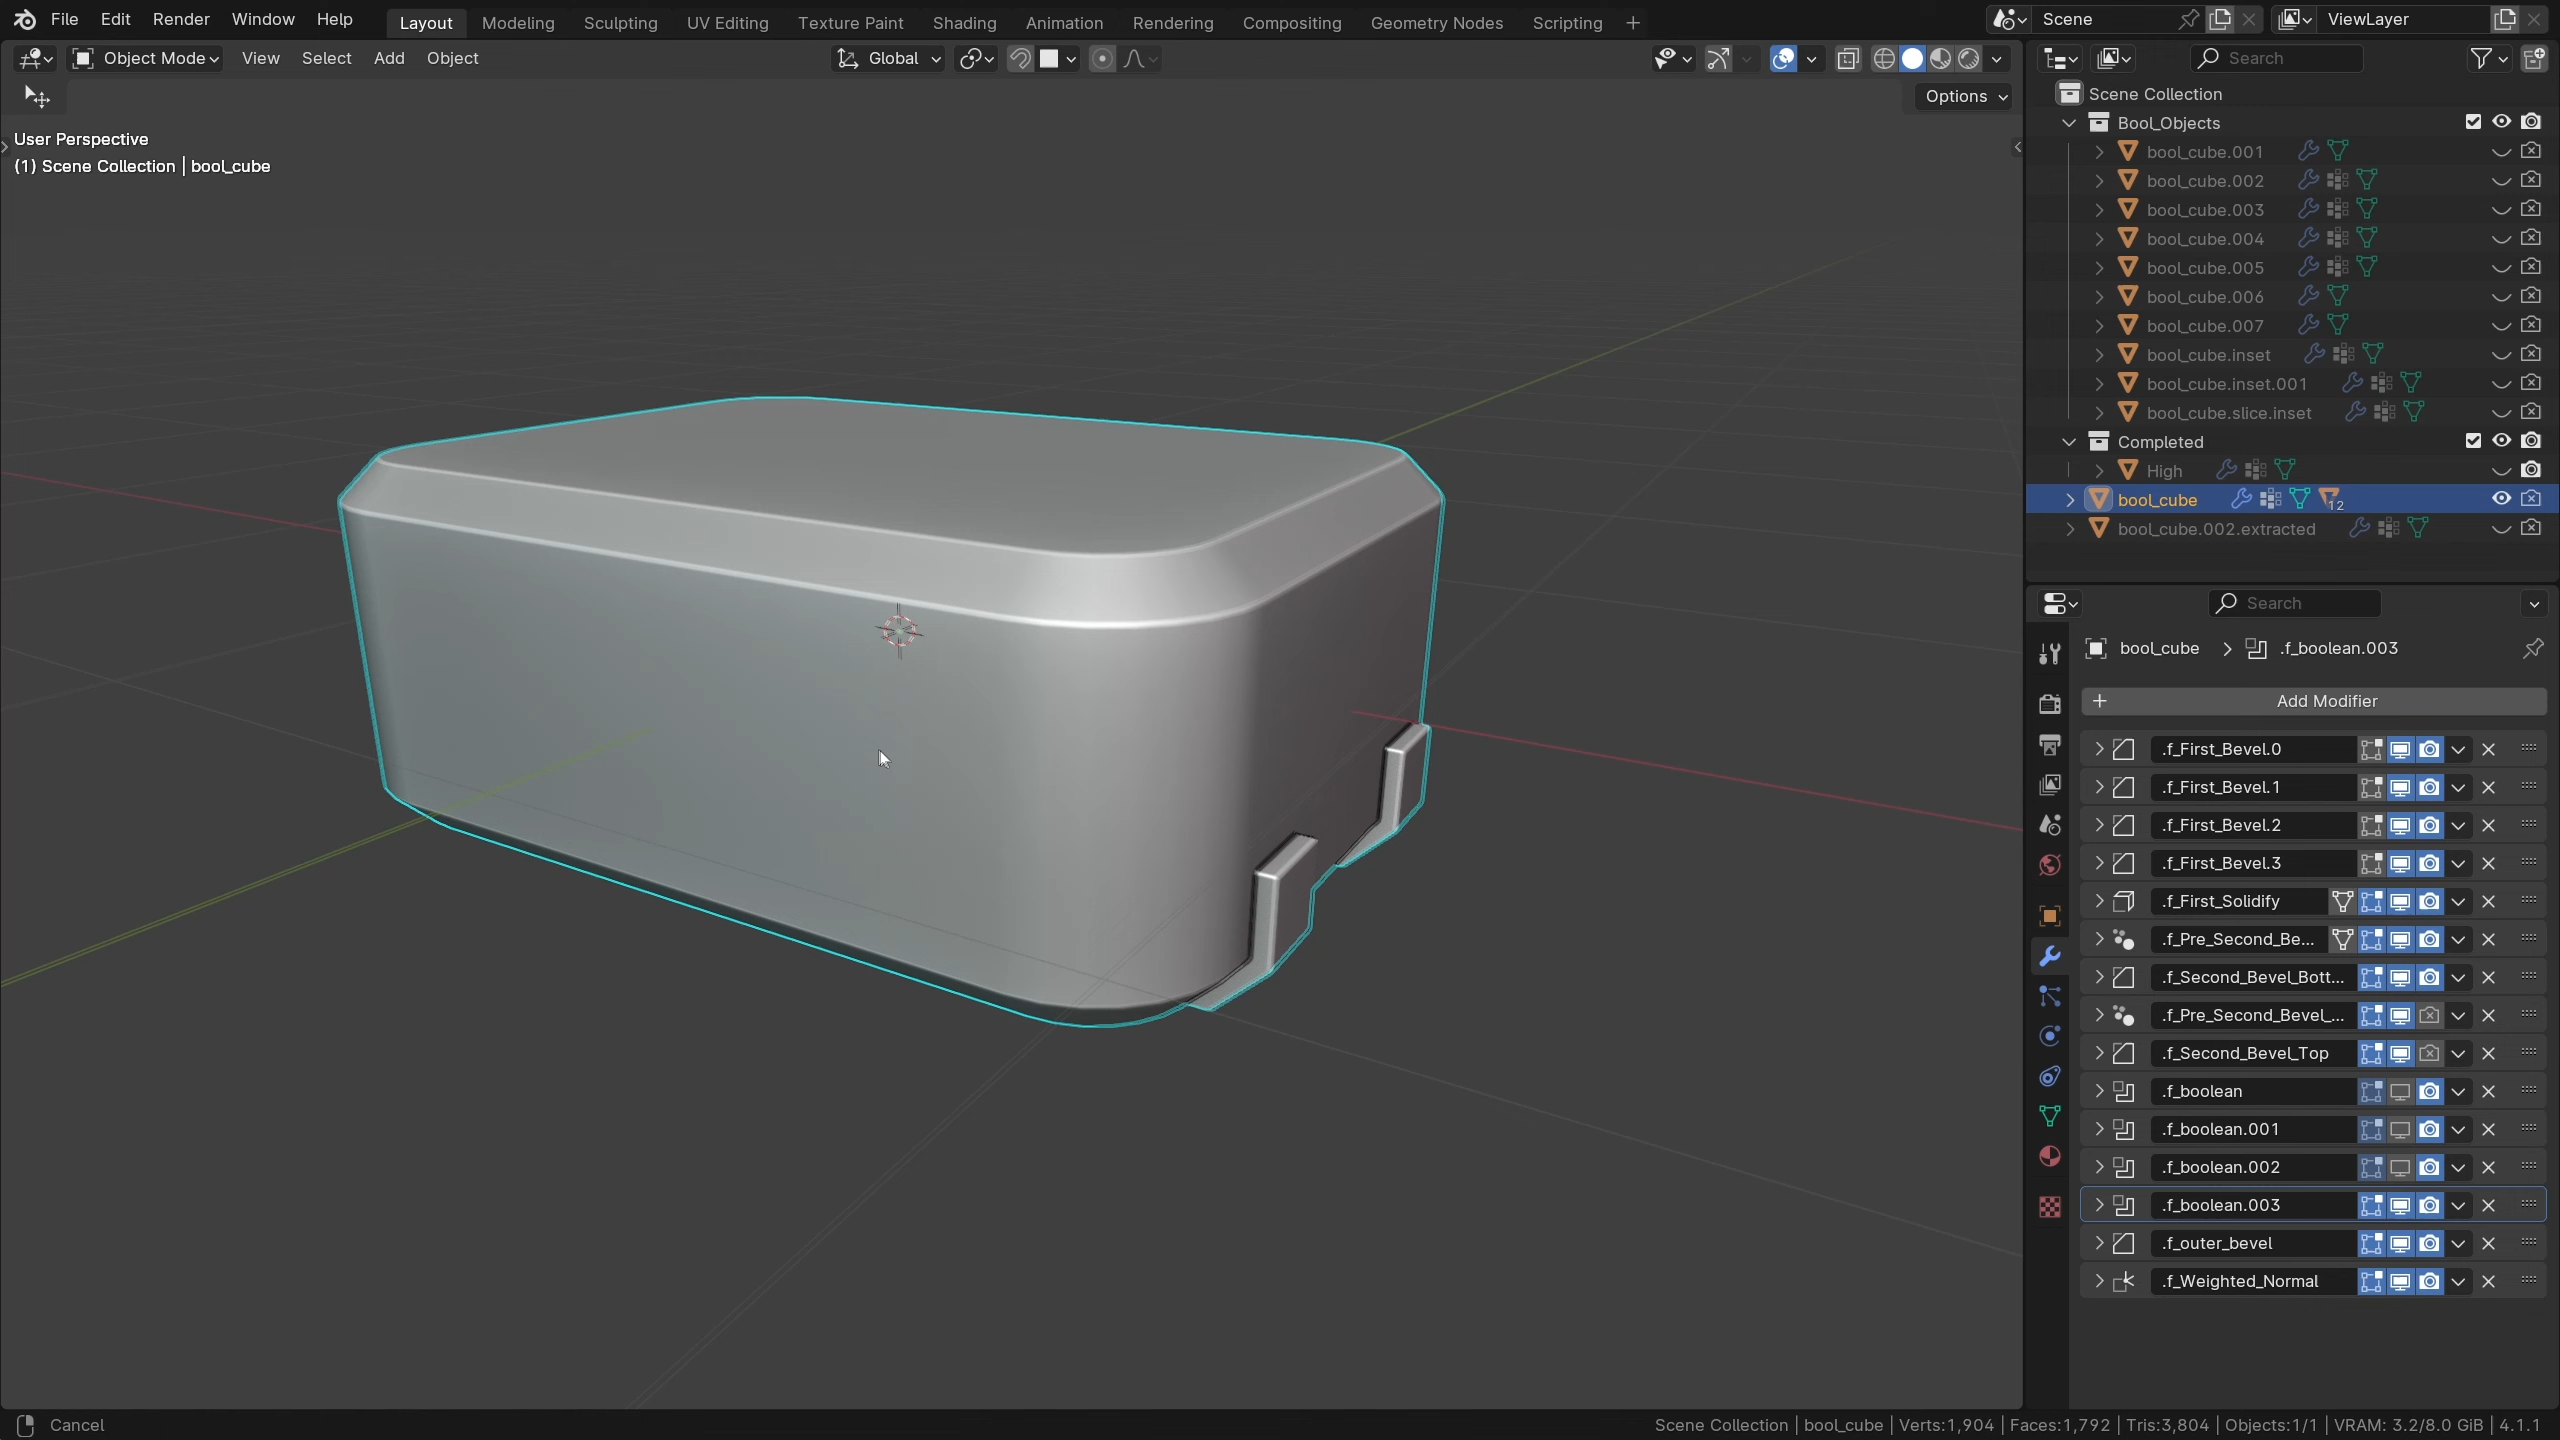 File Edit Render Window Help Layout Modeling Sculpting UV Editing Texture Paint Shading Animation Rendering Compositing Geometry Nodes Scripting + Scene ViewLayer
Object Mode View Select Add Object Global Search
Options
User Perspective
(1) Scene Collection | bool_cube
Scene Collection
Bool_Objects
bool_cube.001
bool_cube.002
bool_cube.003
bool_cube.004
bool_cube.005
bool_cube.006
bool_cube.007
bool_cube.inset
bool_cube.inset.001
bool_cube.slice.inset
Completed
High
bool_cube 12
bool_cube.002.extracted
Search
bool_cube > .f_boolean.003
+ Add Modifier
.f_First_Bevel.0
.f_First_Bevel.1
.f_First_Bevel.2
.f_First_Bevel.3
.f_First_Solidify
.f_Pre_Second_Be...
.f_Second_Bevel_Bott...
.f_Pre_Second_Bevel_...
.f_Second_Bevel_Top
.f_boolean
.f_boolean.001
.f_boolean.002
.f_boolean.003
.f_outer_bevel
.f_Weighted_Normal
Cancel Scene Collection | bool_cube | Verts:1,904 | Faces:1,792 | Tris:3,804 | Objects:1/1 | VRAM: 3.2/8.0 GiB | 4.1.1